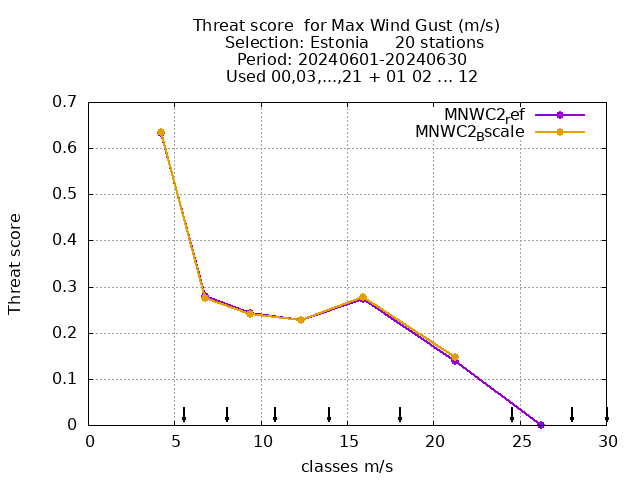 Threat score  for Max Wind Gust (m/s)
Selection: Estonia     20 stations
Period: 20240601-20240630
Used 00,03,...,21 + 01 02 ... 12
MNWC2ref
MNWC2Bscale
Threat score
0.7
0.6
0.5
0.4
0.3
0.2
0.1
0
0 5 10 15 20 25 30
classes m/s